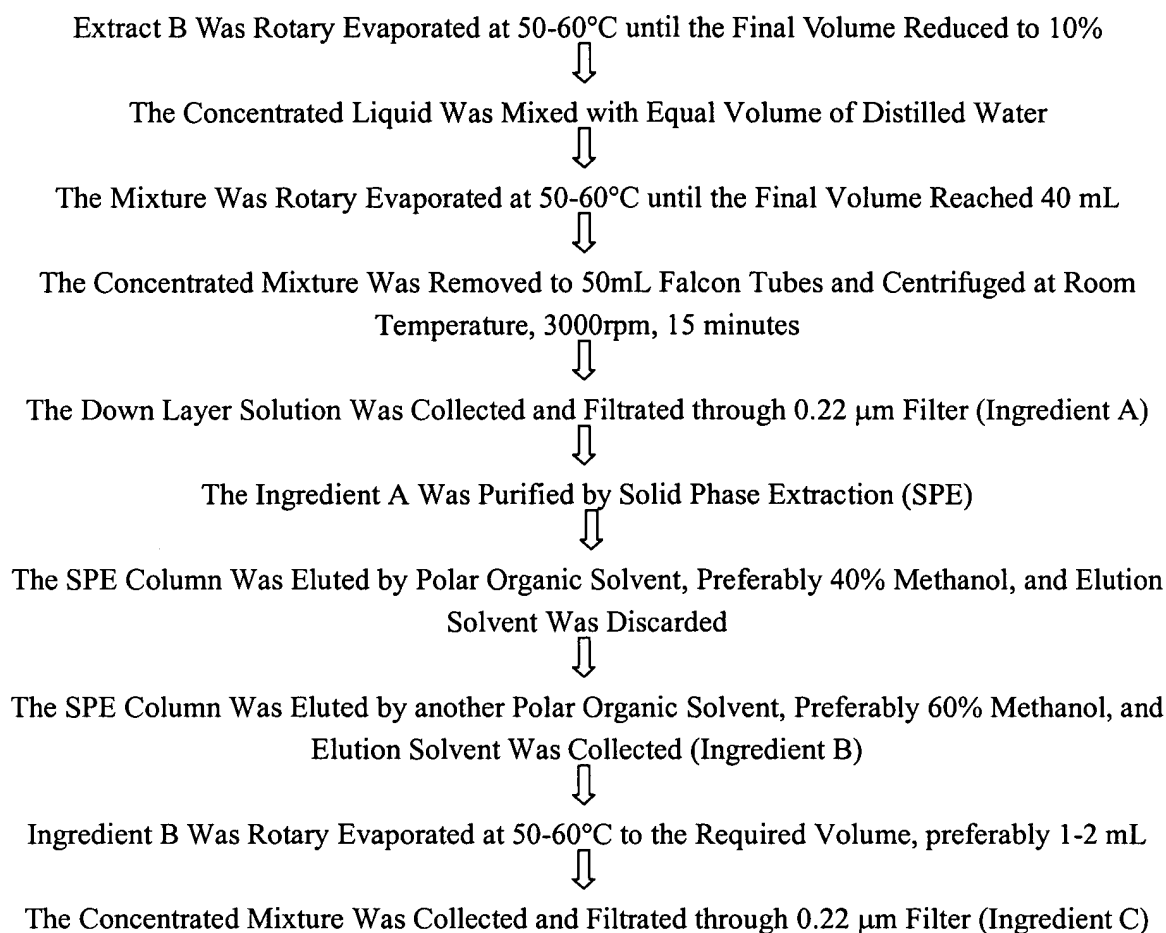 Extract B Was Rotary Evaporated at 50-60°C until the Final Volume Reduced to 10%
The Concentrated Liquid Was Mixed with Equal Volume of Distilled Water
The Mixture Was Rotary Evaporated at 50-60°C until the Final Volume Reached 40 mL
The Concentrated Mixture Was Removed to 50mL Falcon Tubes and Centrifuged at Room
Temperature, 3000rpm, 15 minutes
The Down Layer Solution Was Collected and Filtrated through 0.22 μm Filter (Ingredient A)
The Ingredient A Was Purified by Solid Phase Extraction (SPE)
The SPE Column Was Eluted by Polar Organic Solvent, Preferably 40% Methanol, and Elution
Solvent Was Discarded
The SPE Column Was Eluted by another Polar Organic Solvent, Preferably 60% Methanol, and
Elution Solvent Was Collected (Ingredient B)
Ingredient B Was Rotary Evaporated at 50-60°C to the Required Volume, preferably 1-2 mL
The Concentrated Mixture Was Collected and Filtrated through 0.22 μm Filter (Ingredient C)